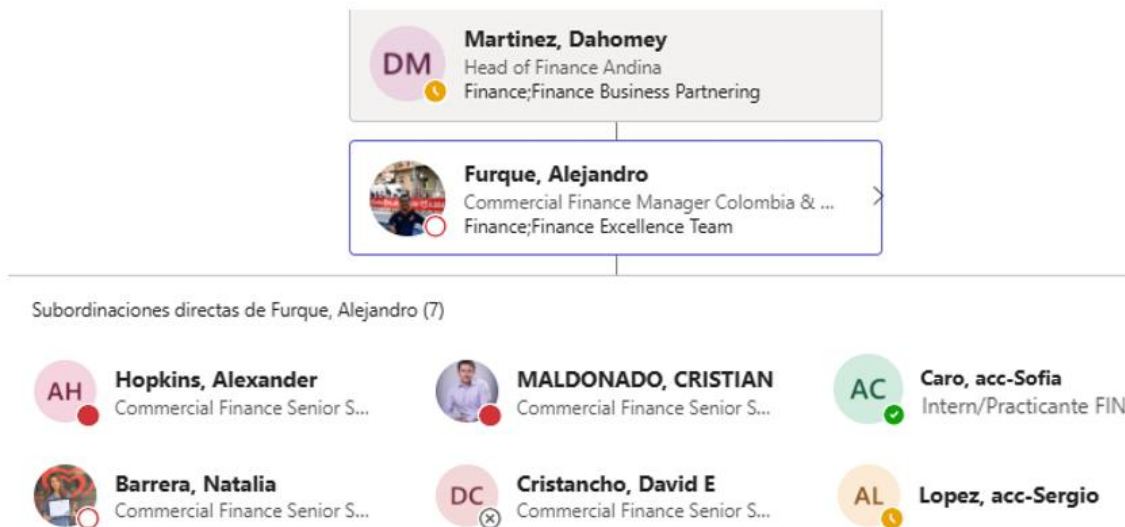 DM
Martinez, Dahomey
Head of Finance Andina
Finance;Finance Business Partnering
Furque, Alejandro
Commercial Finance Manager Colombia & ...
Finance;Finance Excellence Team
Subordinaciones directas de Furque, Alejandro (7)
AH
Hopkins, Alexander
Commercial Finance Senior S...
MALDONADO, CRISTIAN
Commercial Finance Senior S...
AC
Caro, acc-Sofia
Intern/Practicante FIN
Barrera, Natalia
Commercial Finance Senior S...
DC
Cristancho, David E
Commercial Finance Senior S...
AL
Lopez, acc-Sergio